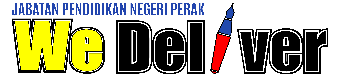 JABATAN PENDIDIKAN NEGERI PERAK
We Deliver